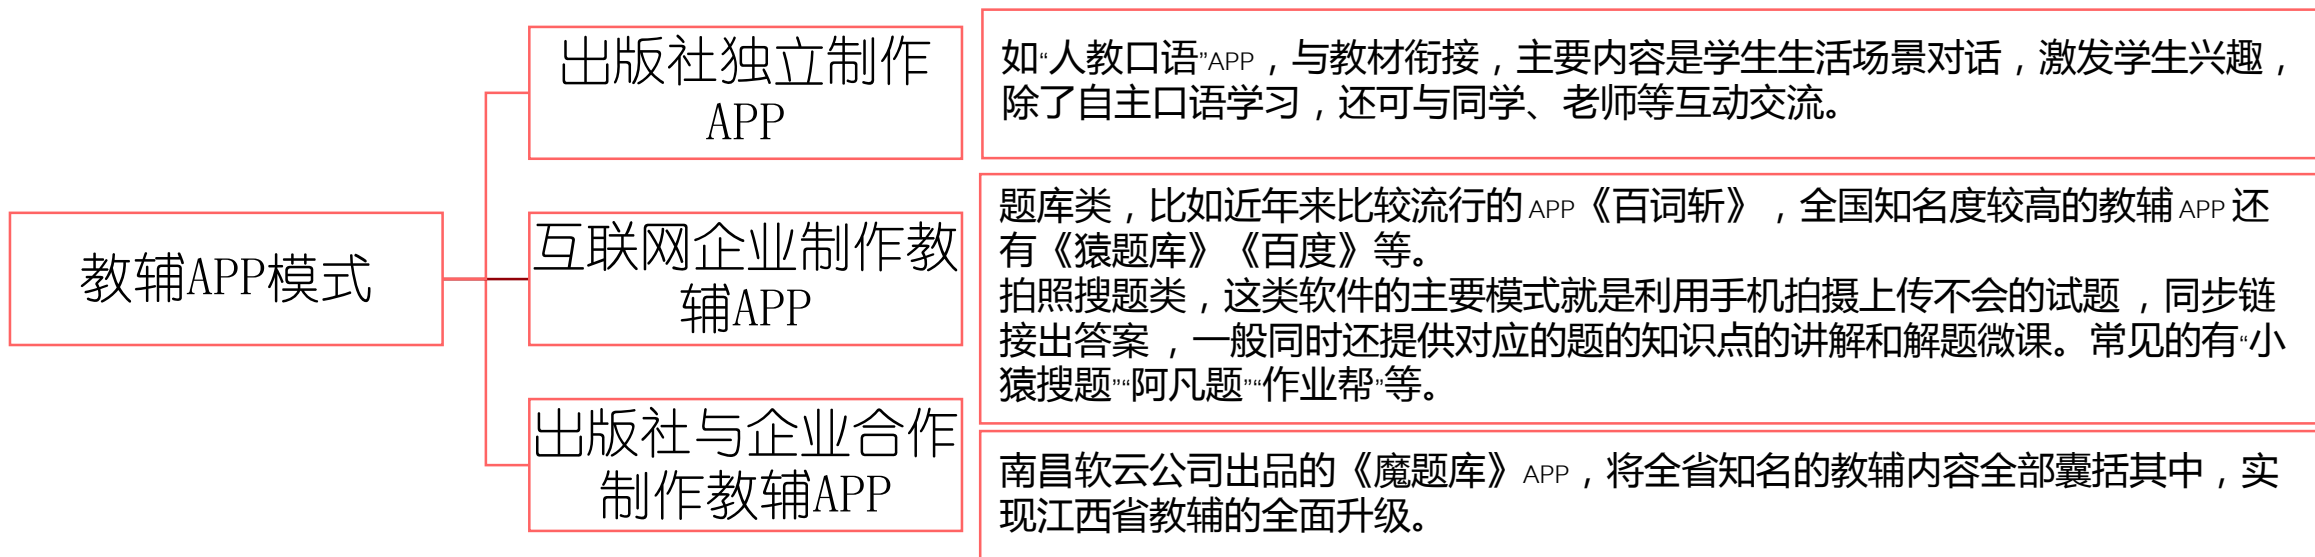 教辅APP模式
出版社独立制作
APP
如“人教口语”APP，与教材衔接，主要内容是学生生活场景对话，激发学生兴趣，
除了自主口语学习，还可与同学、老师等互动交流。
互联网企业制作教
辅APP
题库类，比如近年来比较流行的APP《百词斩》，全国知名度较高的教辅APP还
有《猿题库》《百度》等。
拍照搜题类，这类软件的主要模式就是利用手机拍摄上传不会的试题，同步链
接出答案，一般同时还提供对应的题的知识点的讲解和解题微课。常见的有“小
猿搜题”“阿凡题”“作业帮”等。
出版社与企业合作
制作教辅APP
南昌软云公司出品的《魔题库》APP，将全省知名的教辅内容全部囊括其中，实
现江西省教辅的全面升级。